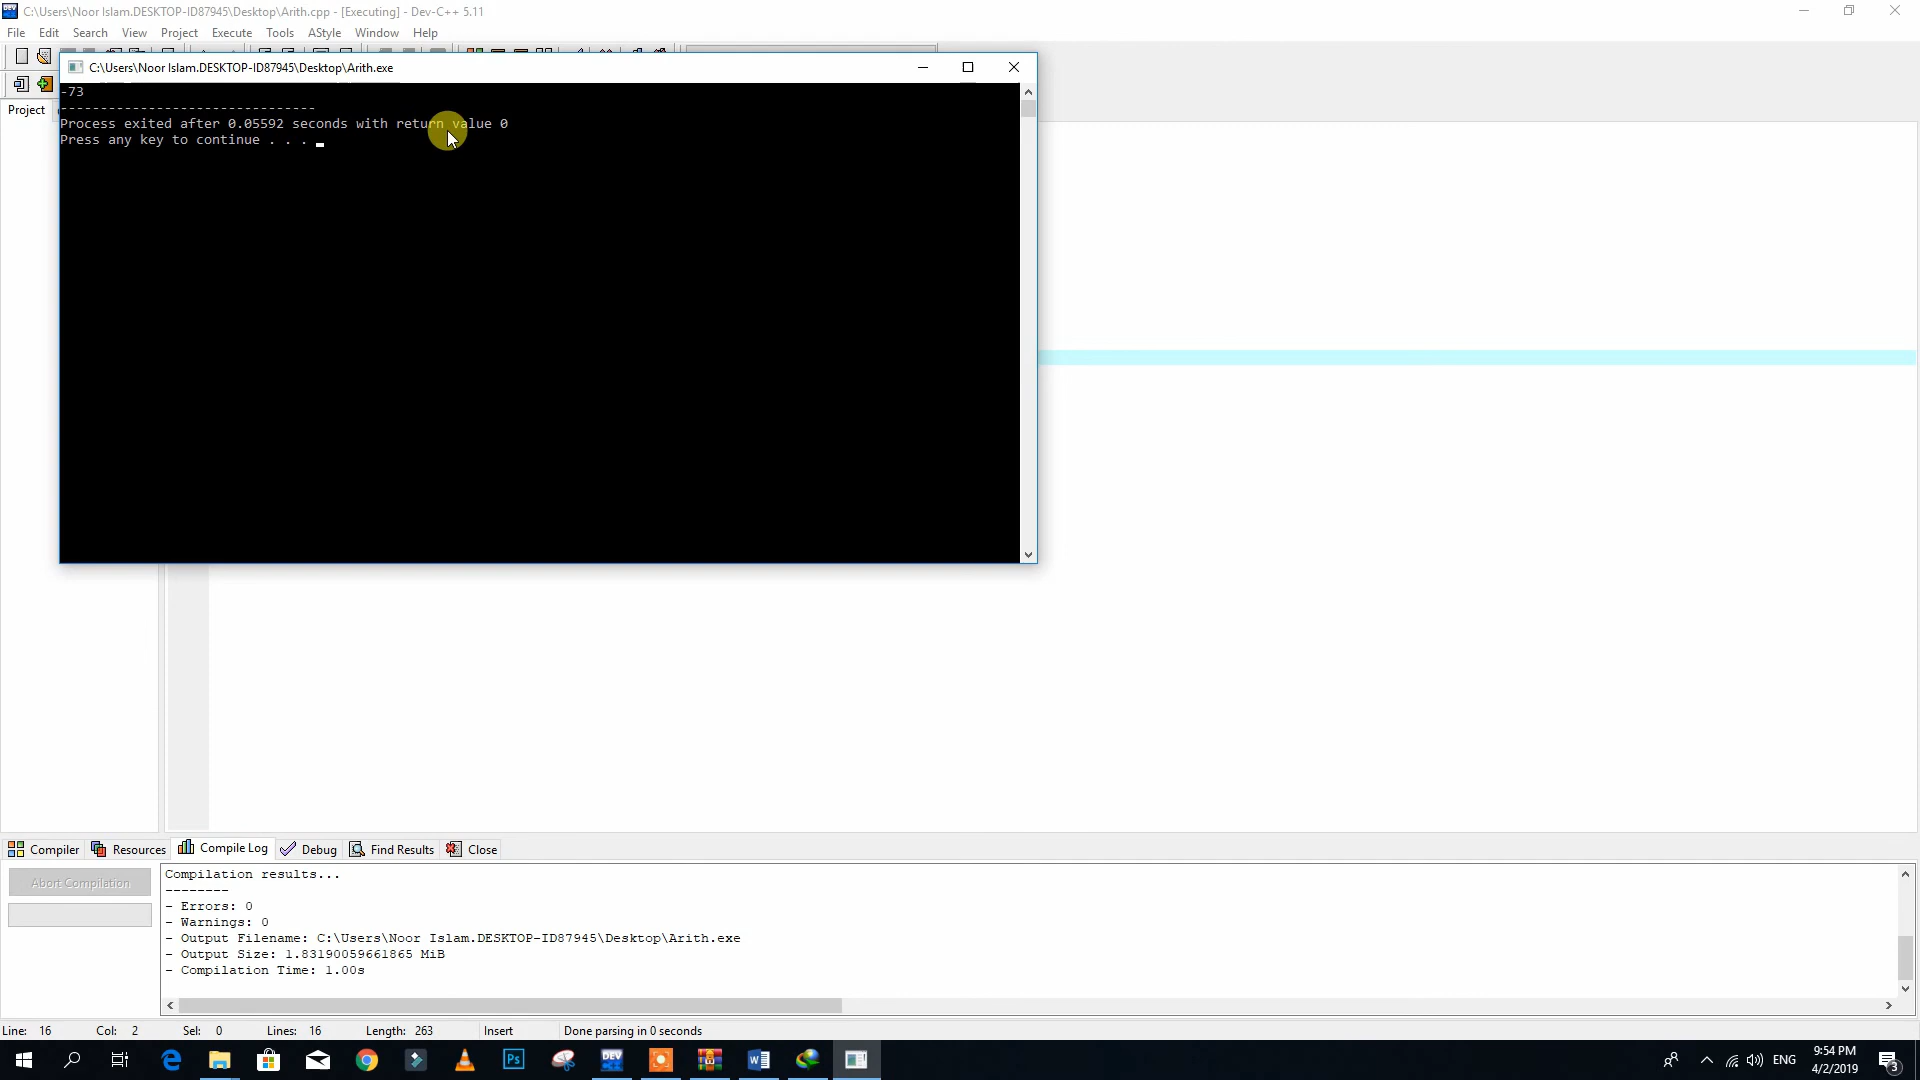 C:\Users\Noor Islam.DESKTOP-ID87945\Desktop\Arith.cpp - [Executing] - Dev-C++ 5.11
File Edit Search View Project Execute Tools AStyle Window Help
C:\Users\Noor Islam.DESKTOP-ID87945\Desktop\Arith.exe
Project
-73
--------------------------------
Process exited after 0.05592 seconds with return value 0
Press any key to continue . . .
Compiler Resources Compile Log Debug Find Results Close
Abort Compilation
Compilation results...
--------
- Errors: 0
- Warnings: 0
- Output Filename: C:\Users\Noor Islam.DESKTOP-ID87945\Desktop\Arith.exe
- Output Size: 1.83190059661865 MiB
- Compilation Time: 1.00s
Line: 16 Col: 2 Sel: 0 Lines: 16 Length: 263 Insert Done parsing in 0 seconds
DEV
Ps
ENG
9:54 PM
4/2/2019
3